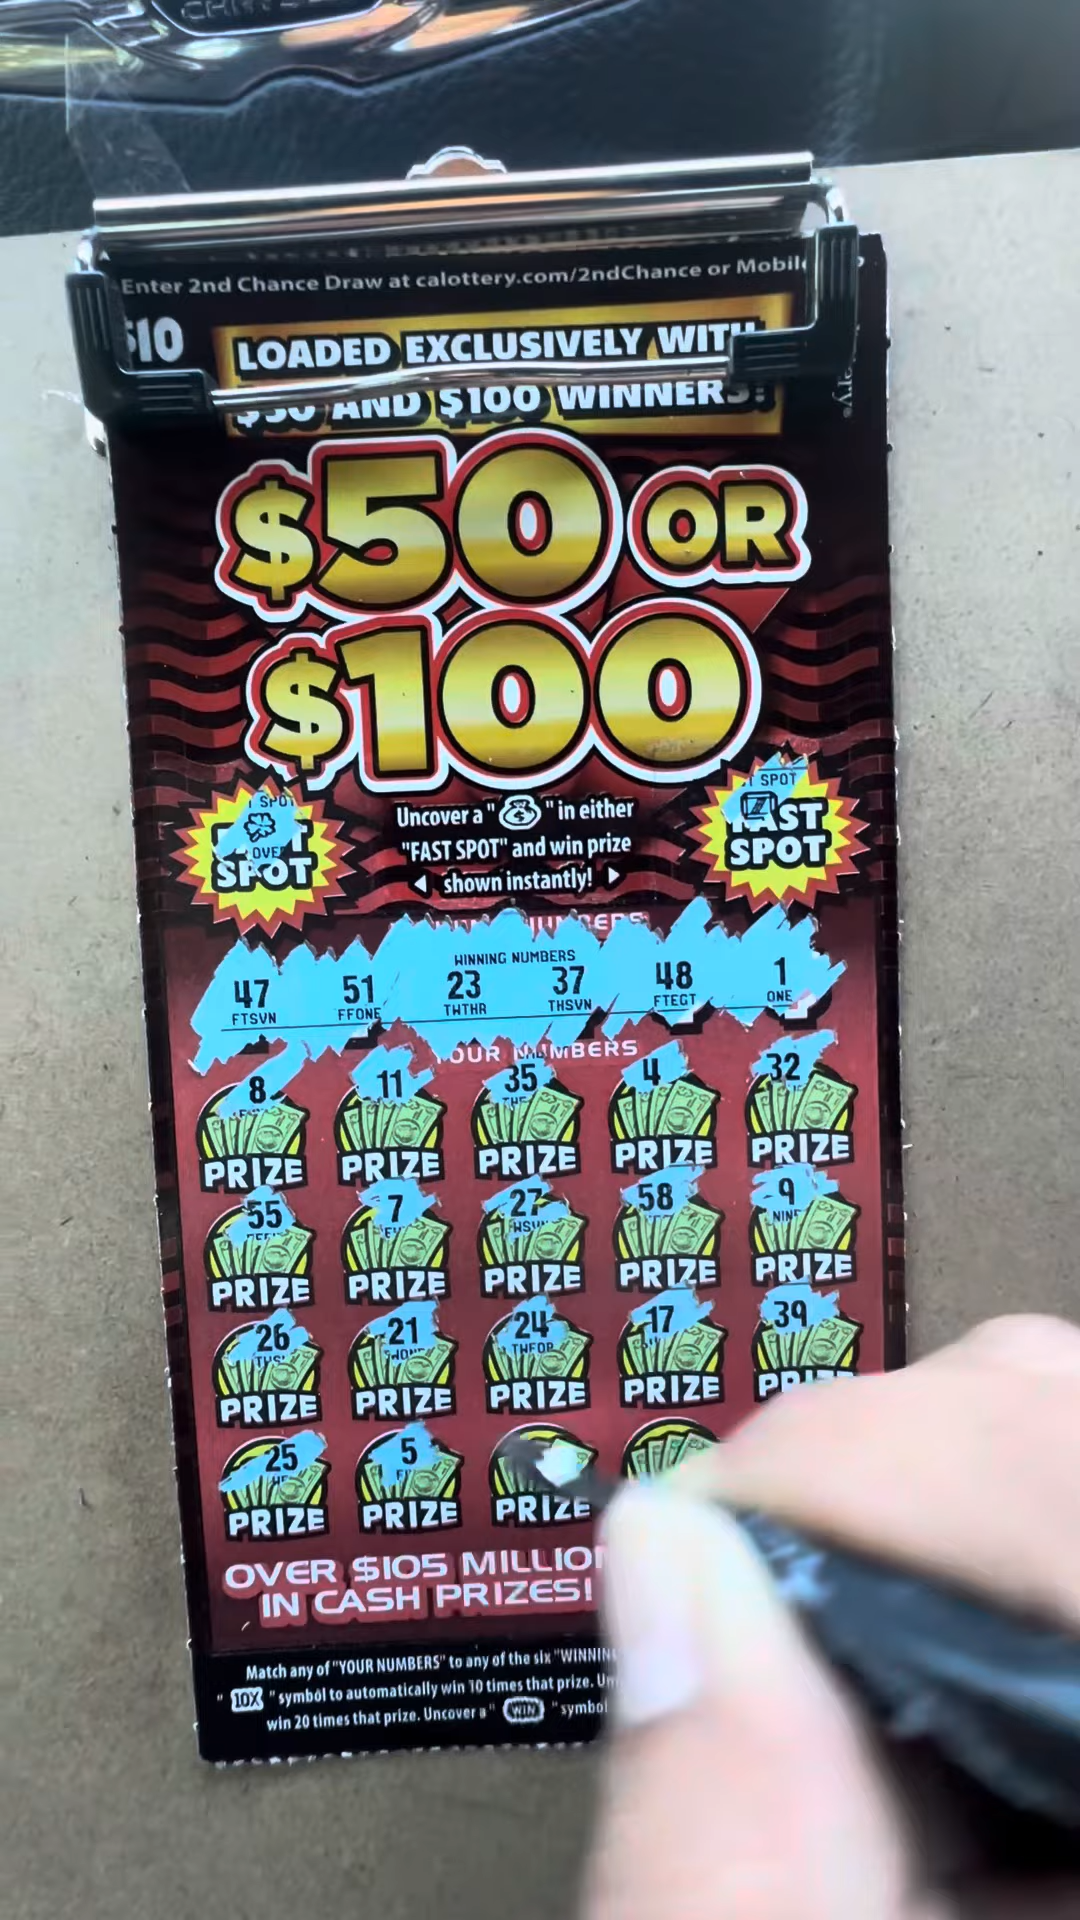 Enter 2nd Chance Draw at calottery.com/2ndChance or Mobile
$10
LOADED EXCLUSIVELY WITH
$50 AND $100 WINNERS!
$50 OR
$100
SPOT
FAST
SPOT
OVE
Uncover a " " in either
"FAST SPOT" and win prize
shown instantly!
T SPOT
FAST
SPOT
WINNING NUMBERS
47 51 23 37 48 1
FTSVN FFONE TWTHR THSVN FTEGT ONE
YOUR NUMBERS
8 11 35 4 32
PRIZE PRIZE PRIZE PRIZE PRIZE
55 7 27 58 9
NINE
PRIZE PRIZE PRIZE PRIZE PRIZE
26 21 24 17 39
TWFOR
PRIZE PRIZE PRIZE PRIZE PRIZE
25 5
PRIZE PRIZE PRIZE
OVER $105 MILLION
IN CASH PRIZES!
Match any of "YOUR NUMBERS" to any of the six "WINNING
" 10X " symbol to automatically win 10 times that prize.
win 20 times that prize. Uncover a " WIN " symbol